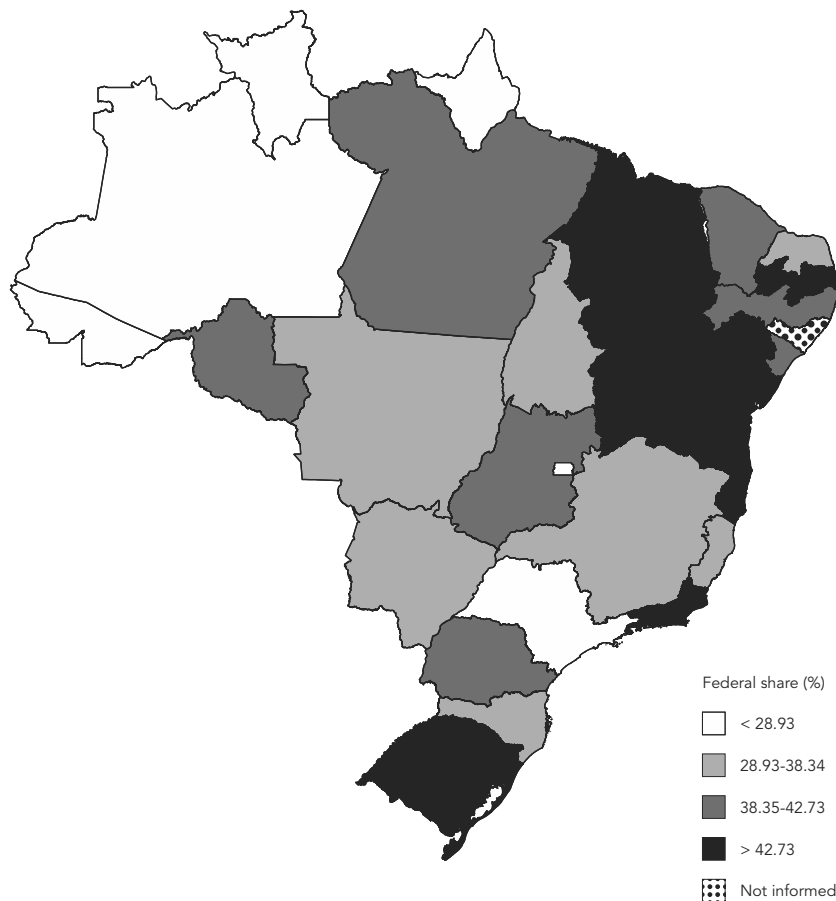 Federal share (%)
< 28.93
28.93-38.34
38.35-42.73
> 42.73
Not informed